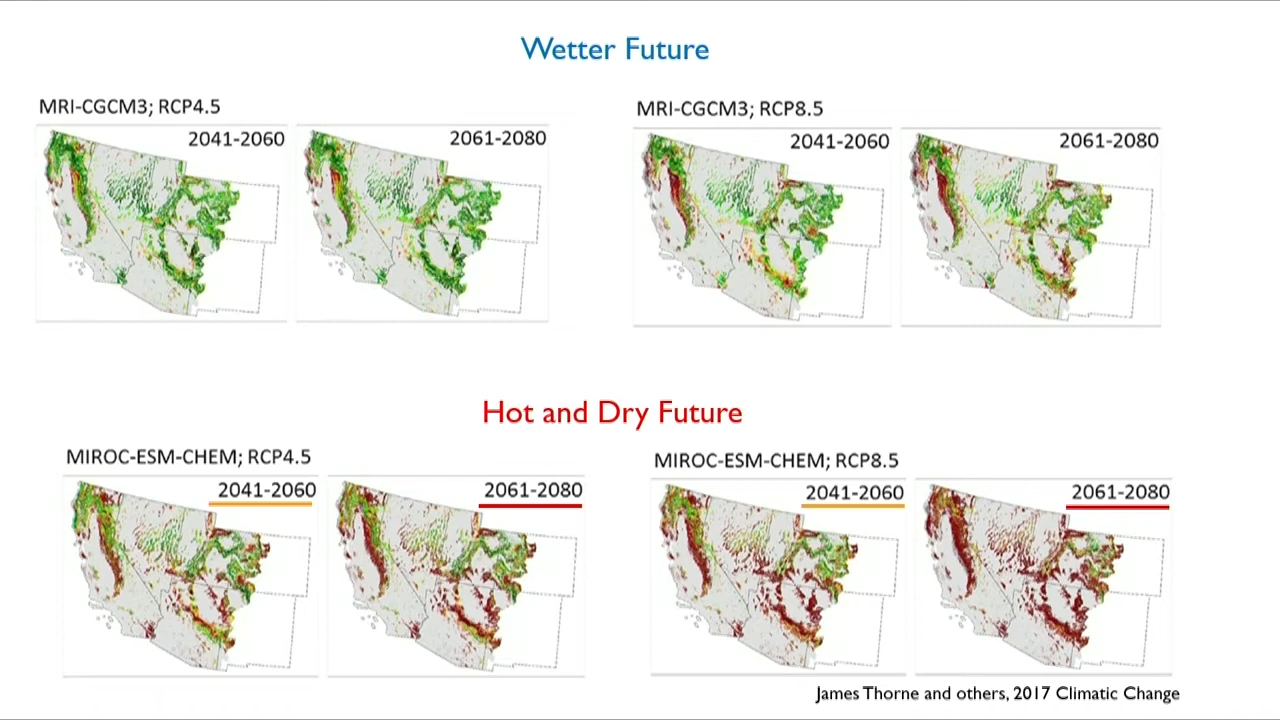 Wetter Future
MRI-CGCM3; RCP4.5
2041-2060
2061-2080
MRI-CGCM3; RCP8.5
2041-2060
2061-2080
Hot and Dry Future
MIROC-ESM-CHEM; RCP4.5
2041-2060
2061-2080
MIROC-ESM-CHEM; RCP8.5
2041-2060
2061-2080
James Thorne and others, 2017 Climatic Change